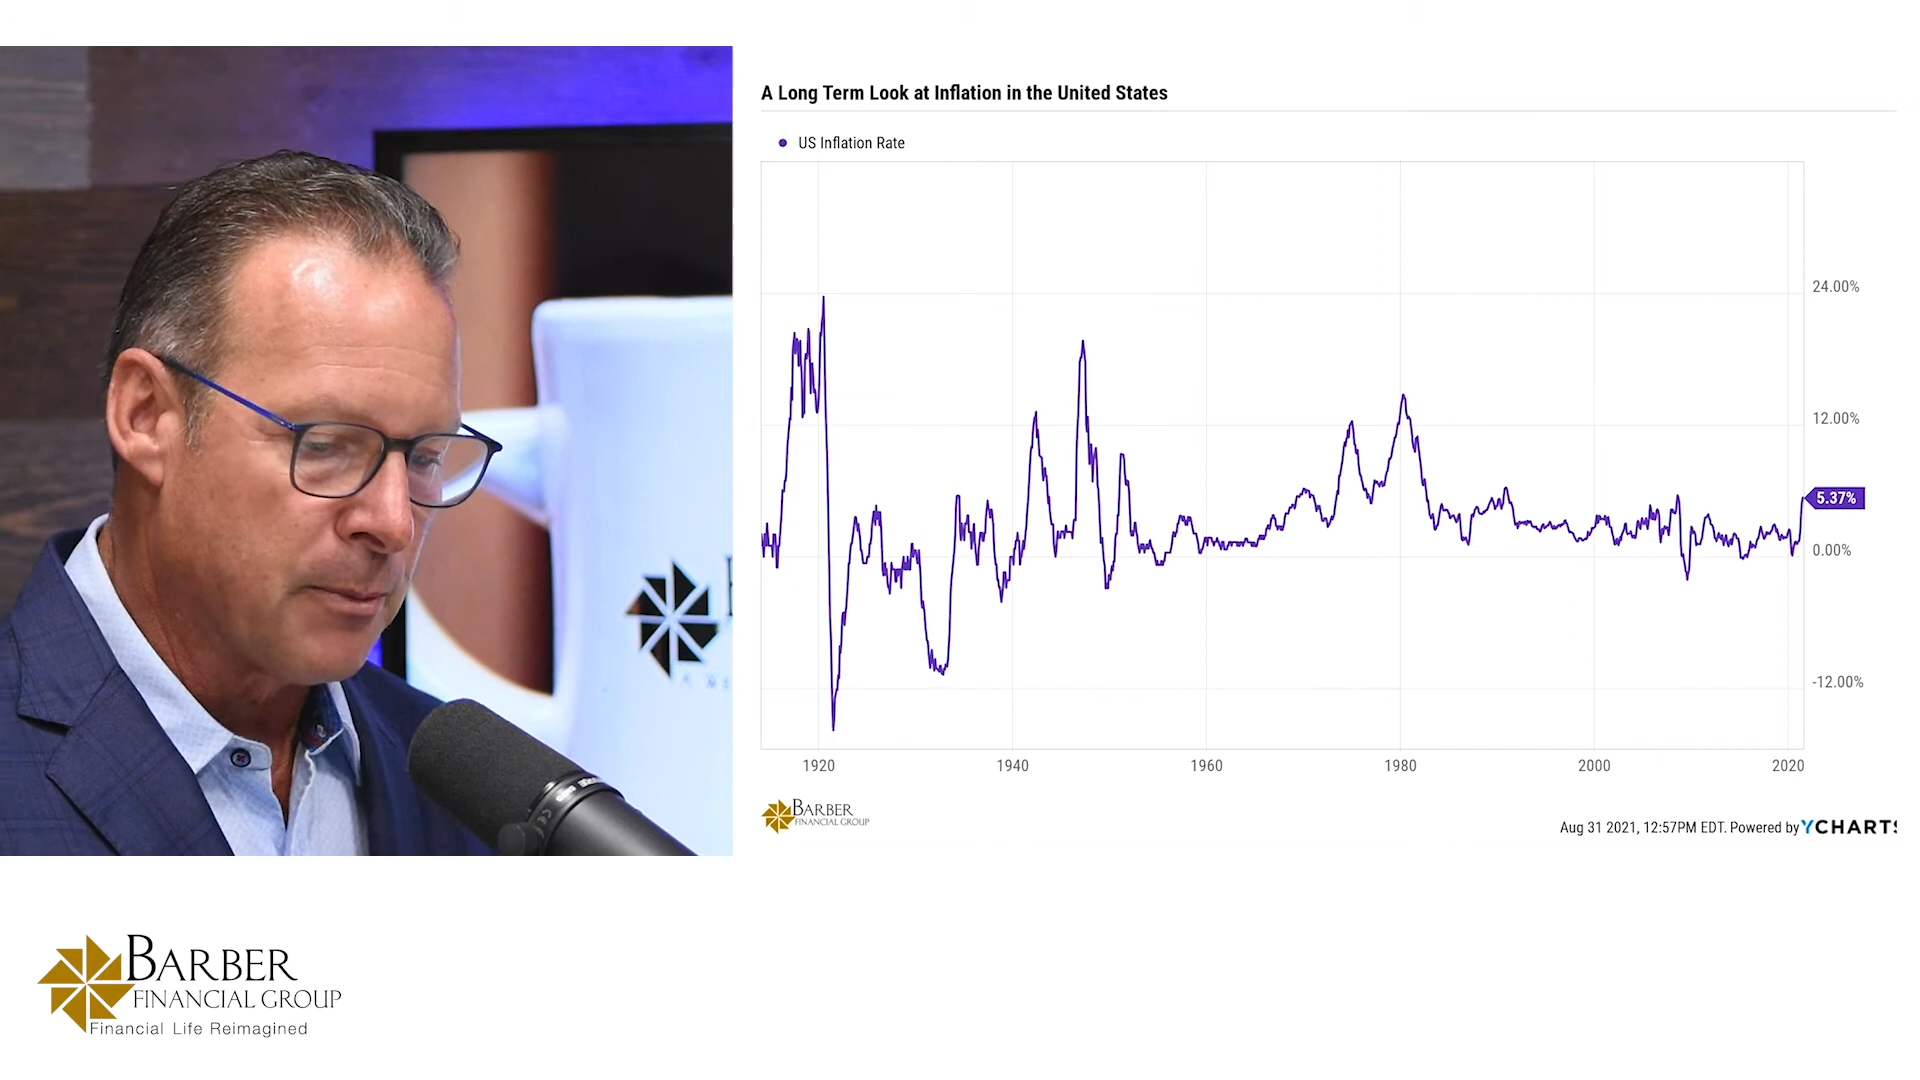 A Long Term Look at Inflation in the United States
US Inflation Rate
24.00%
12.00%
5.37%
0.00%
-12.00%
1920 1940 1960 1980 2000 2020
BARBER
FINANCIAL GROUP
Aug 31 2021, 12:57PM EDT. Powered by YCHARTS
BARBER
FINANCIAL GROUP
Financial Life Reimagined